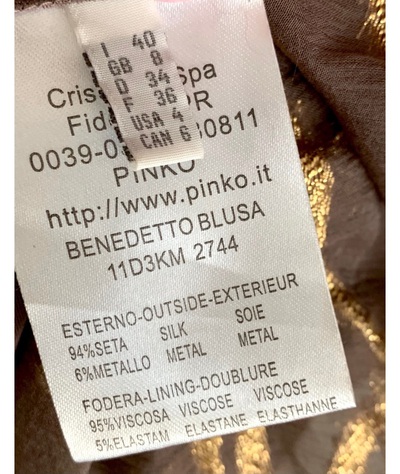 I 40
GB 8
D 34
F 36
USA 4
CAN 6
Cris spa
Fid PR
0039-0 0811
PINKO
http://www.pinko.it
BENEDETTO BLUSA
11D3KM 2744
ESTERNO-OUTSIDE-EXTERIEUR
94%SETA SILK SOIE
6%METALLO METAL METAL
FODERA-LINING-DOUBLURE
95%VISCOSA VISCOSE VISCOSE
5%ELASTAM ELASTANE ELASTHANNE